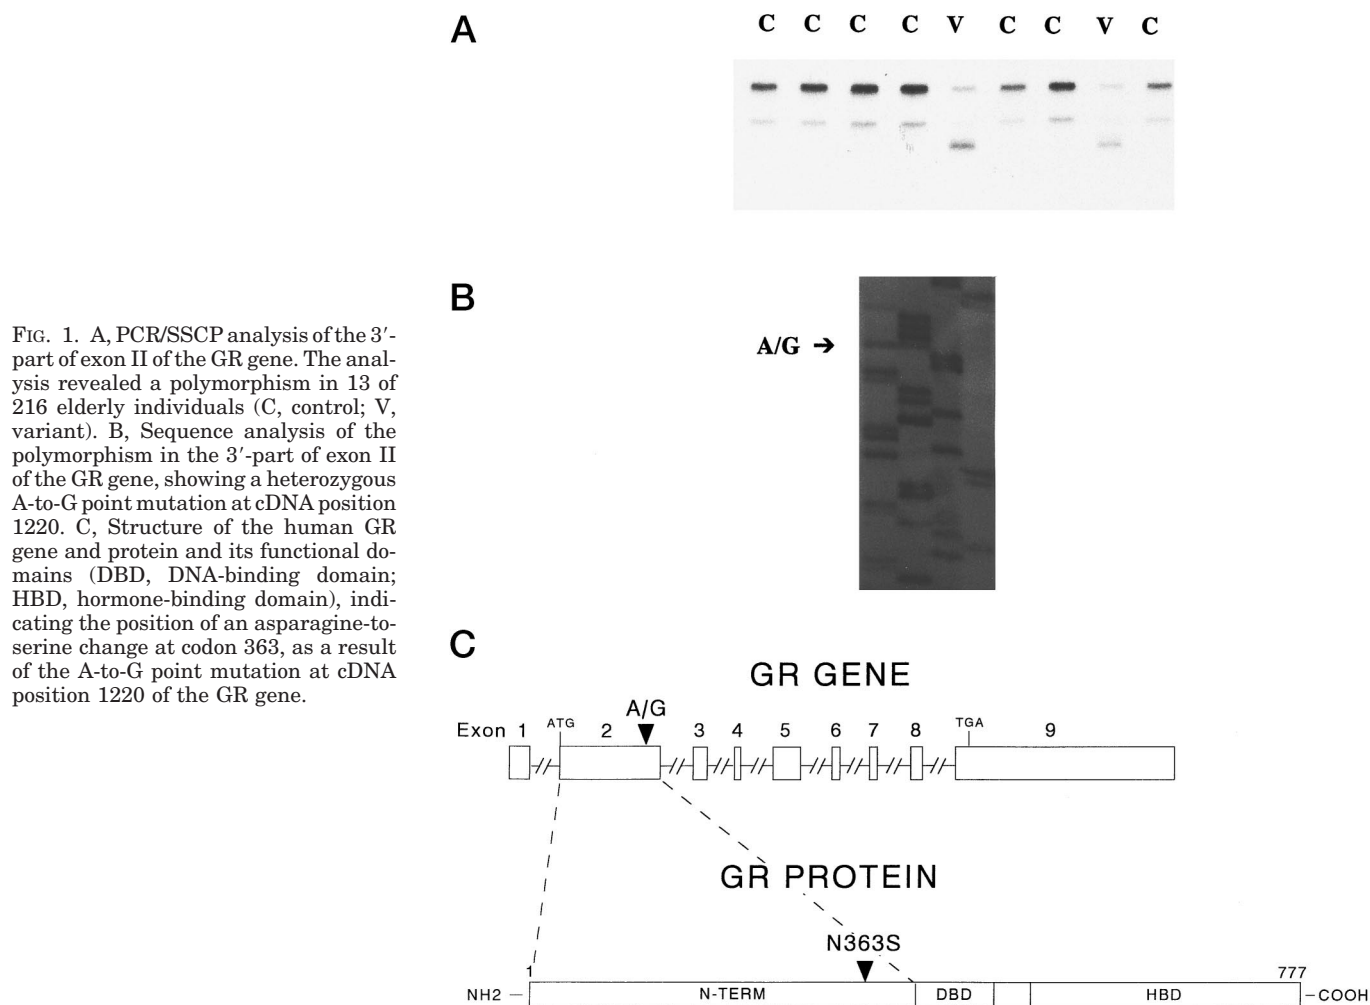 A
C C C C V C C V C
B
A/G →
FIG. 1. A, PCR/SSCP analysis of the 3′-
part of exon II of the GR gene. The anal-
ysis revealed a polymorphism in 13 of
216 elderly individuals (C, control; V,
variant). B, Sequence analysis of the
polymorphism in the 3′-part of exon II
of the GR gene, showing a heterozygous
A-to-G point mutation at cDNA position
1220. C, Structure of the human GR
gene and protein and its functional do-
mains (DBD, DNA-binding domain;
HBD, hormone-binding domain), indi-
cating the position of an asparagine-to-
serine change at codon 363, as a result
of the A-to-G point mutation at cDNA
position 1220 of the GR gene.
C
GR GENE
A/G
Exon 1 ATG 2 3 4 5 6 7 8 TGA 9
GR PROTEIN
N363S
1 777
NH2 N-TERM DBD HBD COOH